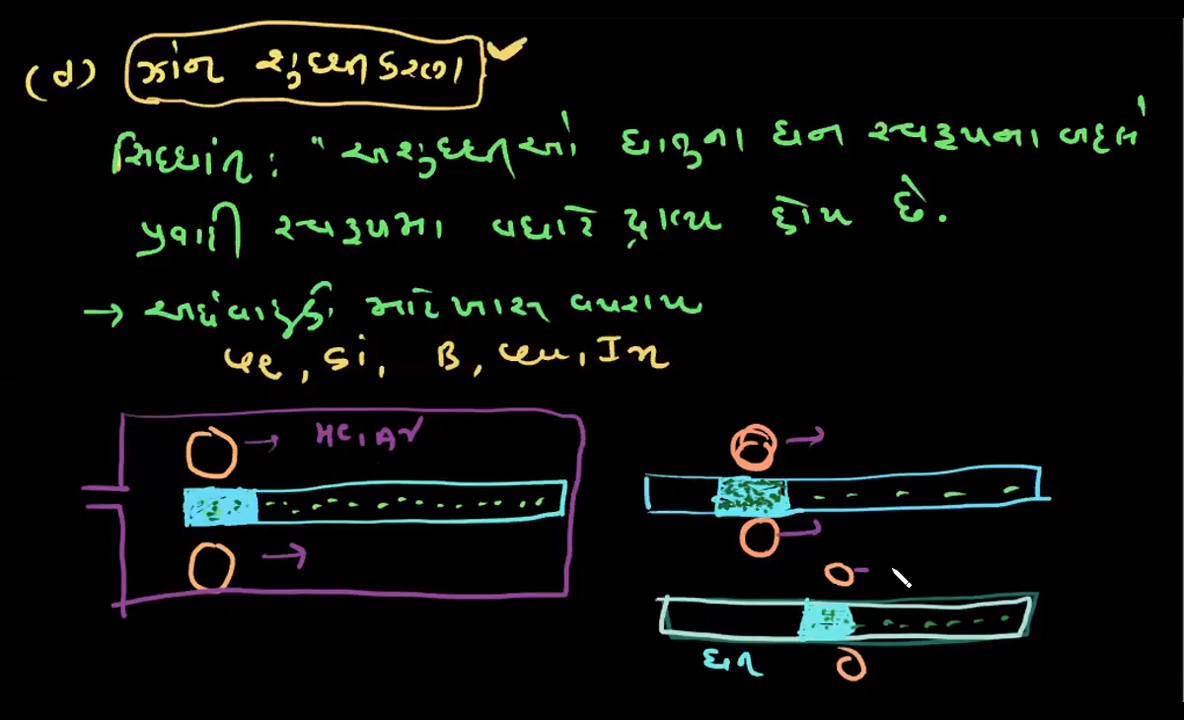 (d) ઝોન શુદ્ધીકરણ
સિધ્ધાંત : "અશુદ્ધિઓ ધાતુના ઘન સ્વરૂપના બદલે
પ્રવાહી સ્વરૂપમા વધારે દ્રાવ્ય હોય છે.
→ અર્ધવાહકો માટે ખાસ વપરાય
Ge, Si, B, Ga, In
He, Ar
ઘન